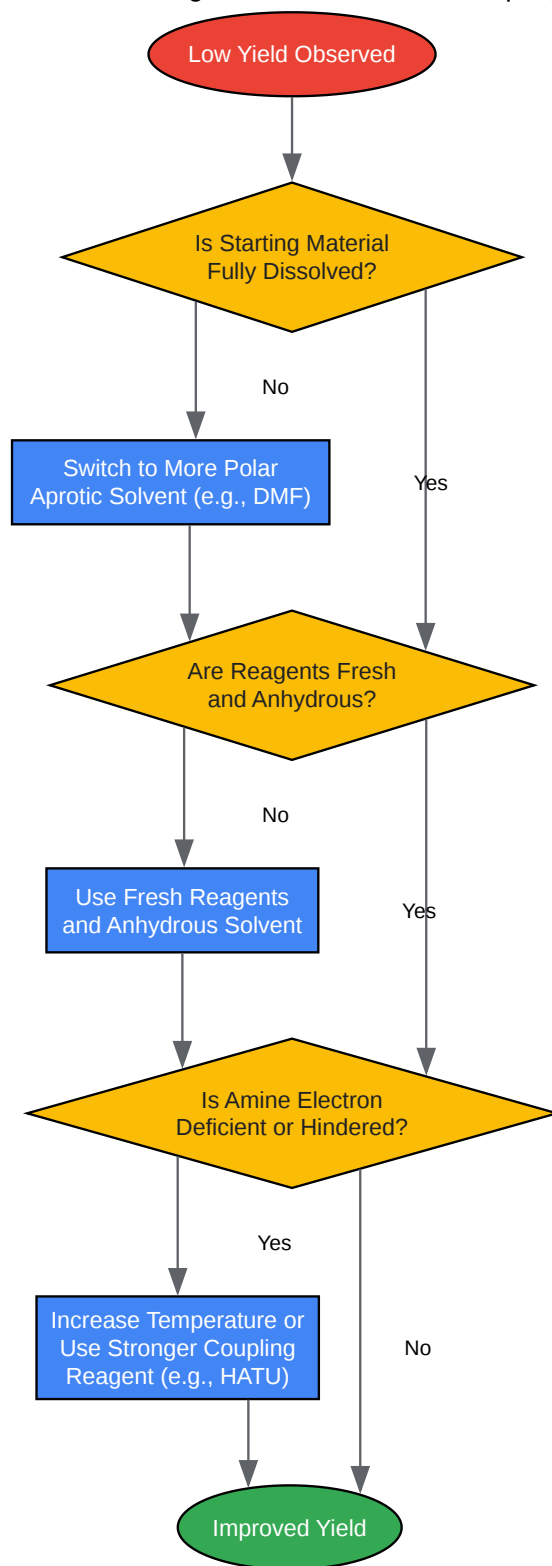 Low Yield Observed
Is Starting Material
Fully Dissolved?
No
Switch to More Polar
Aprotic Solvent (e.g., DMF)
Yes
Are Reagents Fresh
and Anhydrous?
No
Use Fresh Reagents
and Anhydrous Solvent
Yes
Is Amine Electron
Deficient or Hindered?
Yes
Increase Temperature or
Use Stronger Coupling
Reagent (e.g., HATU)
No
Improved Yield